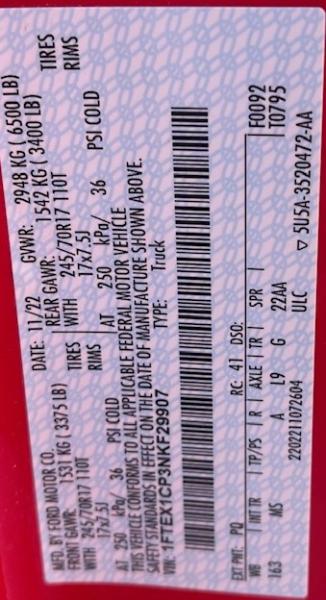 MFD. BY FORD MOTOR CO.
DATE: 11/22 GVWR: 2948 KG ( 6500 LB)
FRONT GAWR: 1531 KG ( 3375 LB) REAR GAWR: 1542 KG ( 3400 LB)
WITH 245/70R17 110T TIRES WITH 245/70R17 110T TIRES
17x7.5J RIMS 17x7.5J RIMS
AT 250 kPa/ 36 PSI COLD AT 250 kPa/ 36 PSI COLD
THIS VEHICLE CONFORMS TO ALL APPLICABLE FEDERAL MOTOR VEHICLE
SAFETY STANDARDS IN EFFECT ON THE DATE OF MANUFACTURE SHOWN ABOVE.
VIN: 1FTEX1CP3NKF29907 TYPE: Truck
F0092
T0795
EXT PNT: PQ RC: 41 DSO:
WB INT TR TP/PS R AXLE TR SPR
163 MS A L9 G 22AA
2202211072604 ULC
▽ 5U5A-3520472-AA